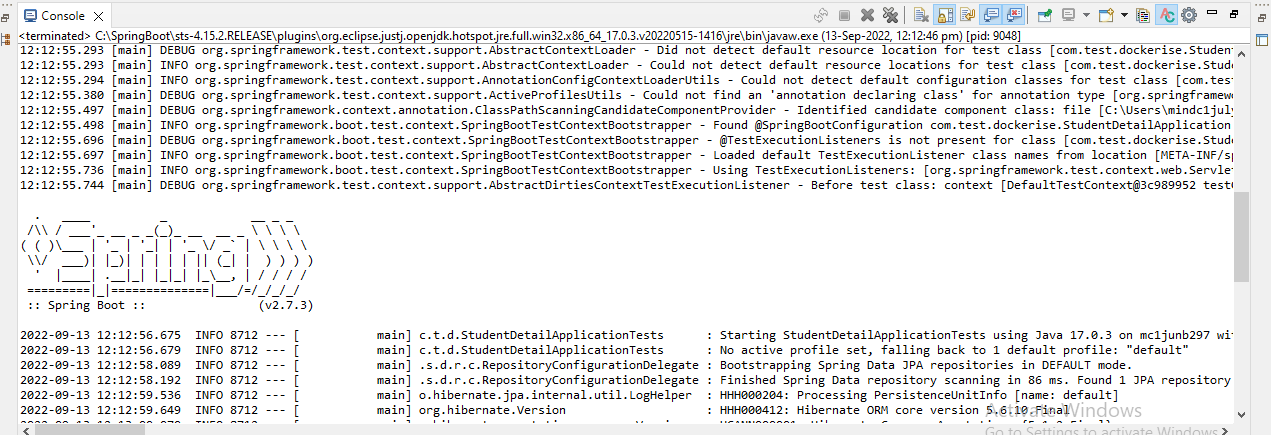 Console
<terminated> C:\SpringBoot\sts-4.15.2.RELEASE\plugins\org.eclipse.justj.openjdk.hotspot.jre.full.win32.x86_64_17.0.3.v20220515-1416\jre\bin\javaw.exe (13-Sep-2022, 12:12:46 pm) [pid: 9048]
12:12:55.293 [main] DEBUG org.springframework.test.context.support.AbstractContextLoader - Did not detect default resource location for test class [com.test.dockerise.Student
12:12:55.293 [main] INFO org.springframework.test.context.support.AbstractContextLoader - Could not detect default resource locations for test class [com.test.dockerise.Stud
12:12:55.294 [main] INFO org.springframework.test.context.support.AnnotationConfigContextLoaderUtils - Could not detect default configuration classes for test class [com.tes
12:12:55.380 [main] DEBUG org.springframework.test.context.support.ActiveProfilesUtils - Could not find an 'annotation declaring class' for annotation type [org.springframew
12:12:55.497 [main] DEBUG org.springframework.context.annotation.ClassPathScanningCandidateComponentProvider - Identified candidate component class: file [C:\Users\mindc1july
12:12:55.498 [main] INFO org.springframework.boot.test.context.SpringBootTestContextBootstrapper - Found @SpringBootConfiguration com.test.dockerise.StudentDetailApplication
12:12:55.696 [main] DEBUG org.springframework.boot.test.context.SpringBootTestContextBootstrapper - @TestExecutionListeners is not present for class [com.test.dockerise.Stud
12:12:55.697 [main] INFO org.springframework.boot.test.context.SpringBootTestContextBootstrapper - Loaded default TestExecutionListener class names from location [META-INF/sp
12:12:55.736 [main] INFO org.springframework.boot.test.context.SpringBootTestContextBootstrapper - Using TestExecutionListeners: [org.springframework.test.context.web.Servlet
12:12:55.744 [main] DEBUG org.springframework.test.context.support.AbstractDirtiesContextTestExecutionListener - Before test class: context [DefaultTestContext@3c989952 test
Spring
:: Spring Boot :: (v2.7.3)
2022-09-13 12:12:56.675 INFO 8712 --- [ main] c.t.d.StudentDetailApplicationTests : Starting StudentDetailApplicationTests using Java 17.0.3 on mc1junb297 wi
2022-09-13 12:12:56.679 INFO 8712 --- [ main] c.t.d.StudentDetailApplicationTests : No active profile set, falling back to 1 default profile: "default"
2022-09-13 12:12:58.089 INFO 8712 --- [ main] .s.d.r.c.RepositoryConfigurationDelegate : Bootstrapping Spring Data JPA repositories in DEFAULT mode.
2022-09-13 12:12:58.192 INFO 8712 --- [ main] .s.d.r.c.RepositoryConfigurationDelegate : Finished Spring Data repository scanning in 86 ms. Found 1 JPA repository
2022-09-13 12:12:59.536 INFO 8712 --- [ main] o.hibernate.jpa.internal.util.LogHelper : HHH000204: Processing PersistenceUnitInfo [name: default]
2022-09-13 12:12:59.649 INFO 8712 --- [ main] org.hibernate.Version : HHH000412: Hibernate ORM core version 5.6.10.Final
Activate Windows
Go to Settings to activate Windows.